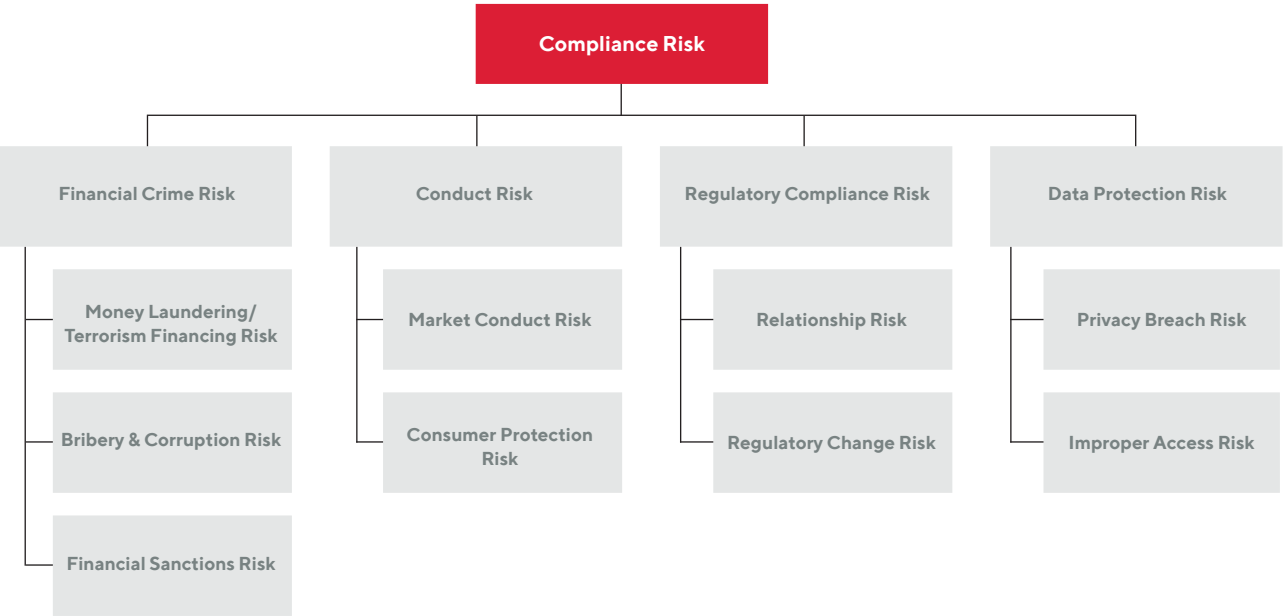 Compliance Risk
Financial Crime Risk
Conduct Risk
Regulatory Compliance Risk
Data Protection Risk
Money Laundering/
Terrorism Financing Risk
Market Conduct Risk
Relationship Risk
Privacy Breach Risk
Bribery & Corruption Risk
Consumer Protection
Risk
Regulatory Change Risk
Improper Access Risk
Financial Sanctions Risk